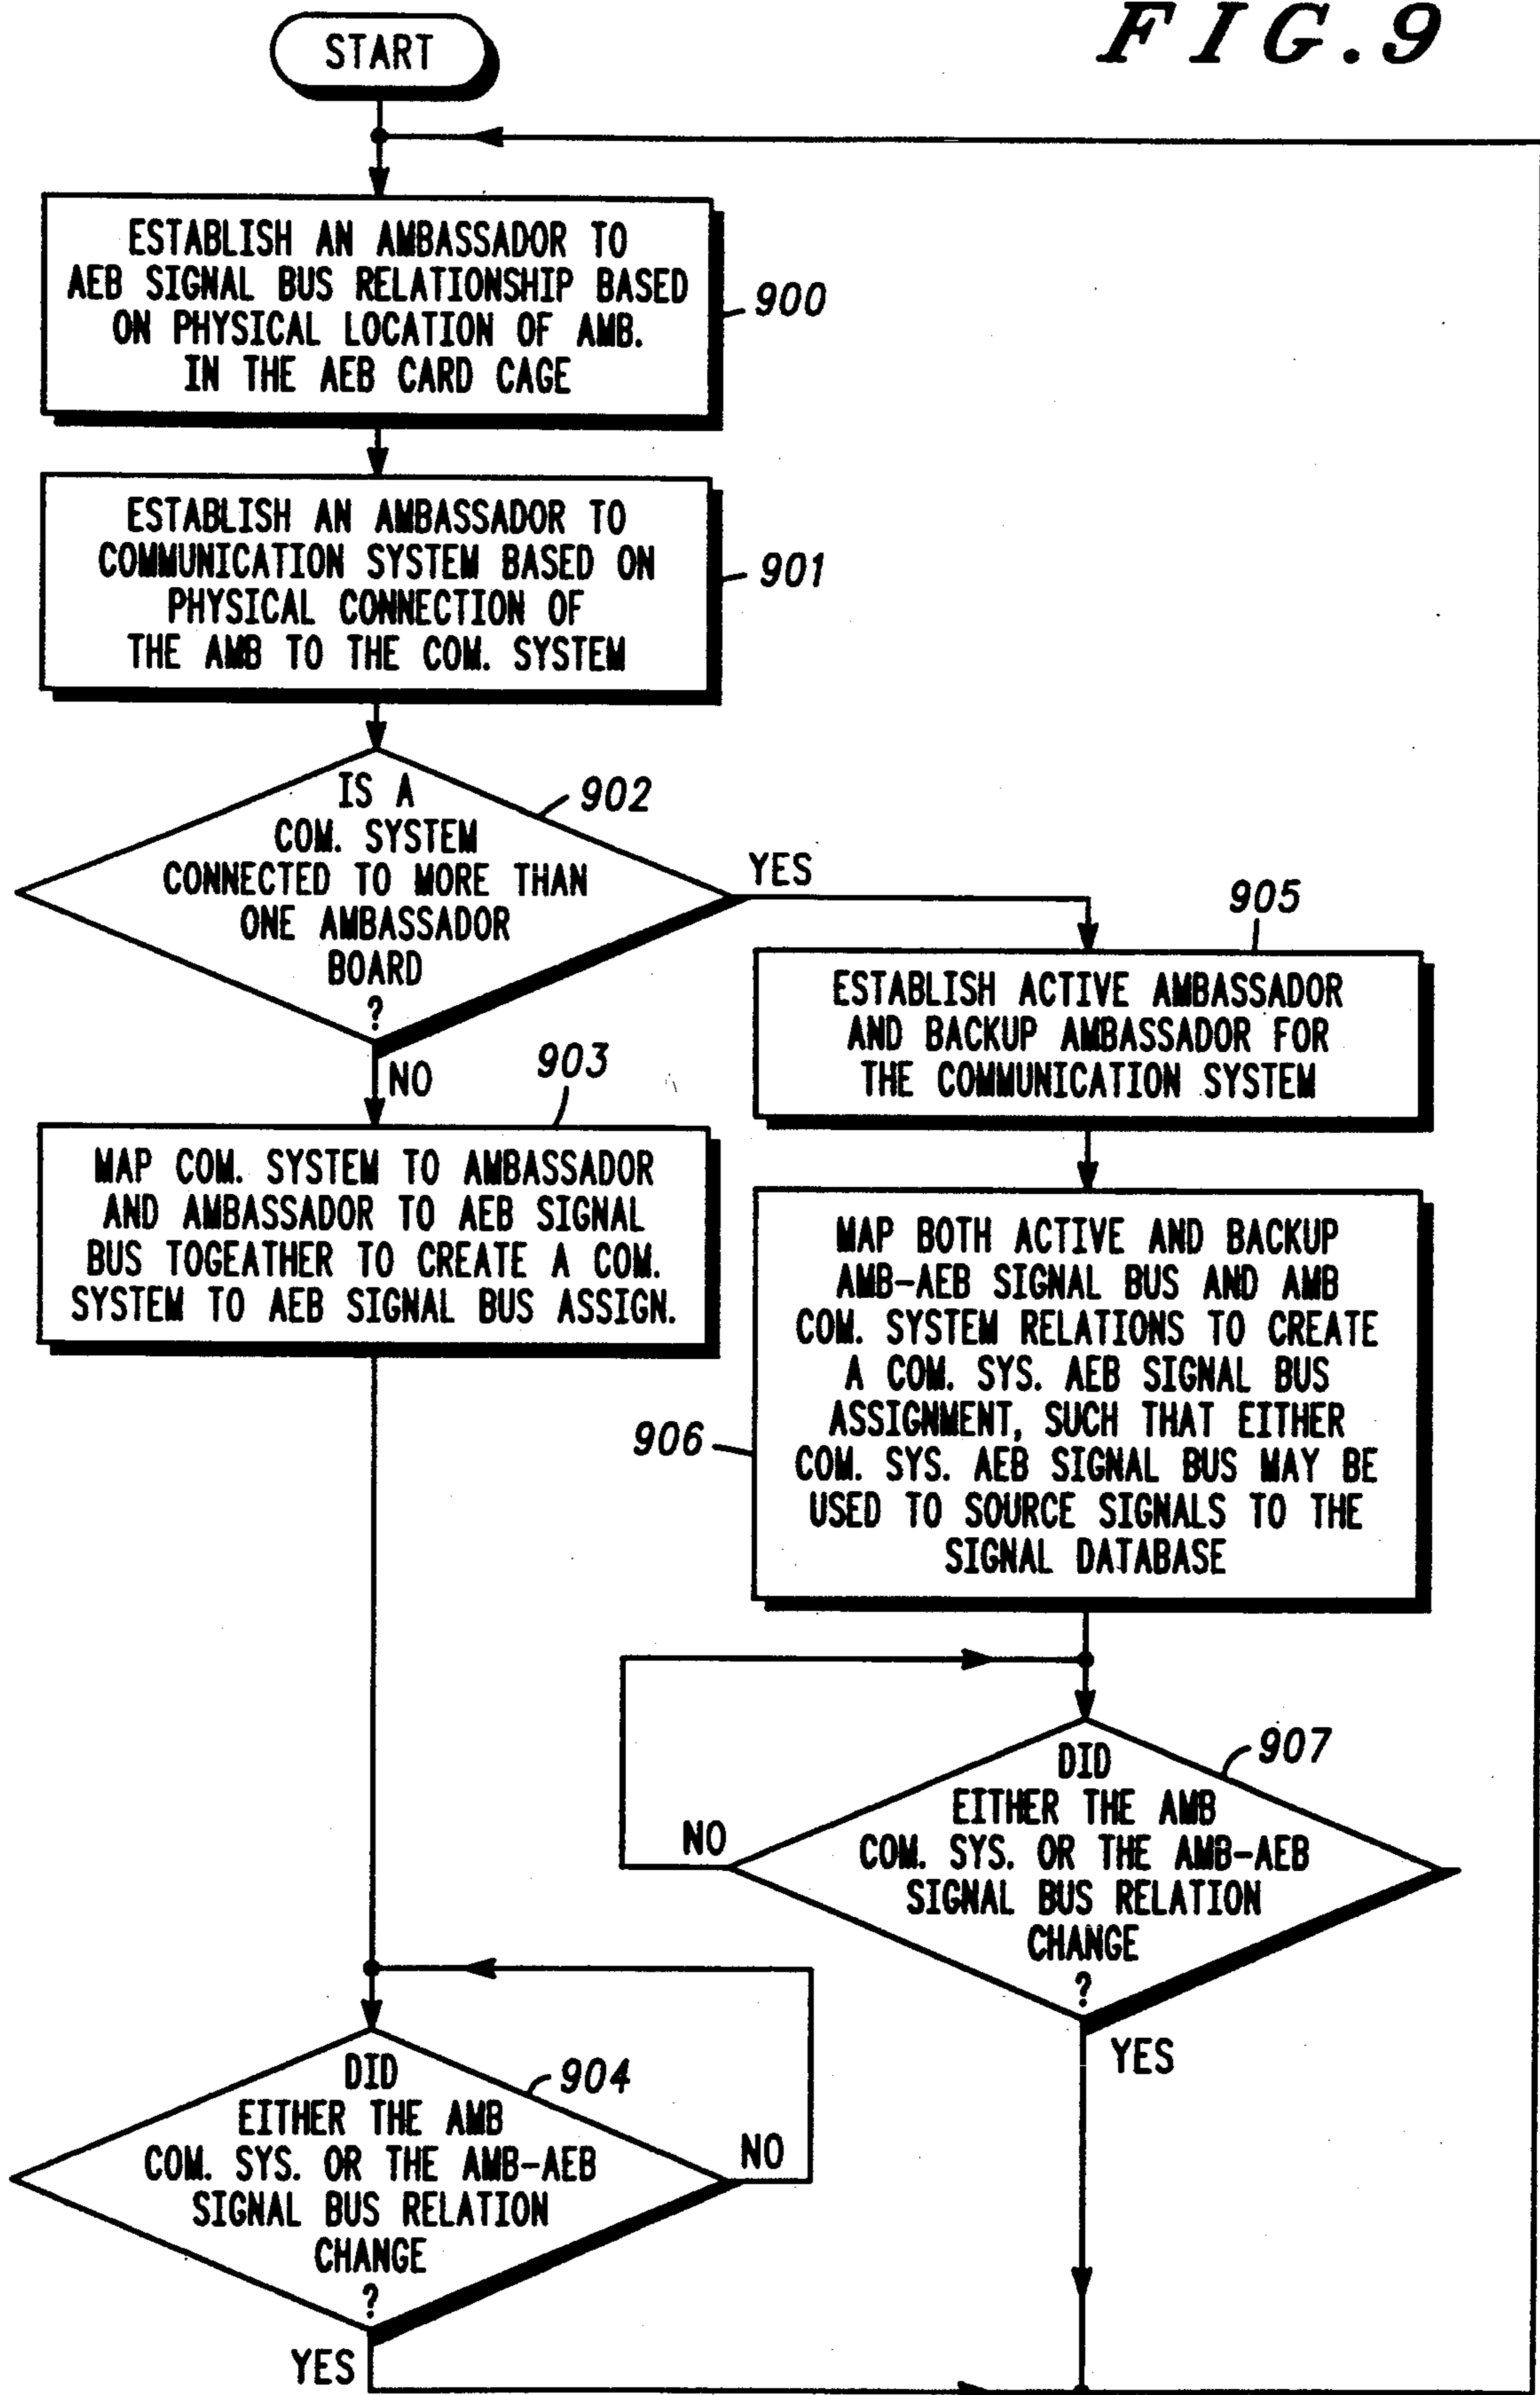 FIG.9
START
ESTABLISH AN AMBASSADOR TO
AEB SIGNAL BUS RELATIONSHIP BASED
ON PHYSICAL LOCATION OF AMB.
IN THE AEB CARD CAGE
900
ESTABLISH AN AMBASSADOR TO
COMMUNICATION SYSTEM BASED ON
PHYSICAL CONNECTION OF
THE AMB TO THE COM. SYSTEM
901
IS A
COM. SYSTEM
CONNECTED TO MORE THAN
ONE AMBASSADOR
BOARD
?
902
YES
NO
903
MAP COM. SYSTEM TO AMBASSADOR
AND AMBASSADOR TO AEB SIGNAL
BUS TOGEATHER TO CREATE A COM.
SYSTEM TO AEB SIGNAL BUS ASSIGN.
905
ESTABLISH ACTIVE AMBASSADOR
AND BACKUP AMBASSADOR FOR
THE COMMUNICATION SYSTEM
MAP BOTH ACTIVE AND BACKUP
AMB-AEB SIGNAL BUS AND AMB
COM. SYSTEM RELATIONS TO CREATE
A COM. SYS. AEB SIGNAL BUS
ASSIGNMENT, SUCH THAT EITHER
COM. SYS. AEB SIGNAL BUS MAY BE
USED TO SOURCE SIGNALS TO THE
SIGNAL DATABASE
906
DID
EITHER THE AMB
COM. SYS. OR THE AMB-AEB
SIGNAL BUS RELATION
CHANGE
?
907
NO
YES
DID
EITHER THE AMB
COM. SYS. OR THE AMB-AEB
SIGNAL BUS RELATION
CHANGE
?
904
NO
YES